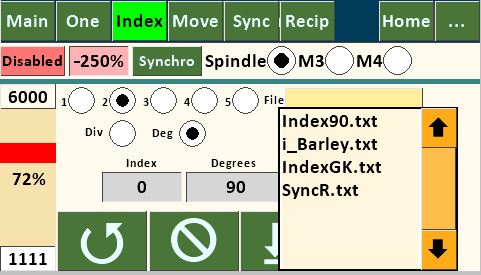 Main One Index Move Sync Recip Home ...
Disabled -250% Synchro Spindle M3 M4
6000 1 2 3 4 5 File
Index90.txt
Div Deg
i_Barley.txt
Index Degrees
IndexGK.txt
72% 0 90
SyncR.txt
1111